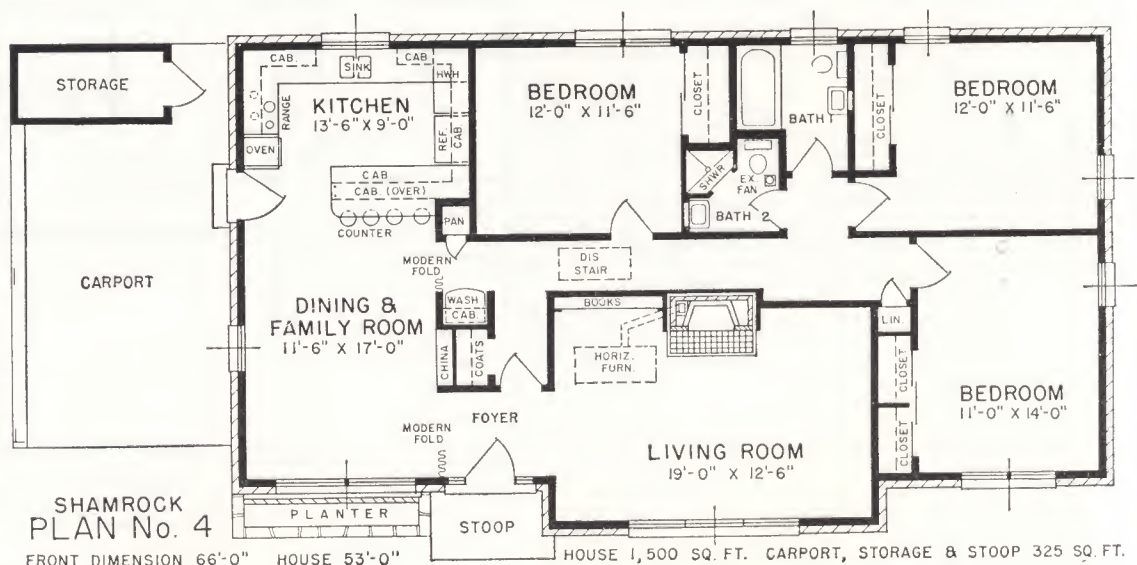 STORAGE
CARPORT
CAB.
SINK
CAB.
HWH
KITCHEN
13'-6" X 9'-0"
RANGE
OVEN
REF.
CAB.
CAB.
CAB. (OVER)
COUNTER
PAN
MODERN
FOLD
WASH
CAB.
DINING &
FAMILY ROOM
11'-6" X 17'-0"
CHINA
COATS
MODERN
FOLD
FOYER
BEDROOM
12'-0" X 11'-6"
CLOSET
BATH 1
SHWR
EX.
FAN
BATH 2
CLOSET
BEDROOM
12'-0" X 11'-6"
DIS
STAIR
BOOKS
HORIZ.
FURN.
LIVING ROOM
19'-0" X 12'-6"
LIN.
CLOSET
CLOSET
BEDROOM
11'-0" X 14'-0"
PLANTER
STOOP
SHAMROCK
PLAN No. 4
FRONT DIMENSION 66'-0" HOUSE 53'-0"
HOUSE 1,500 SQ. FT. CARPORT, STORAGE & STOOP 325 SQ. FT.